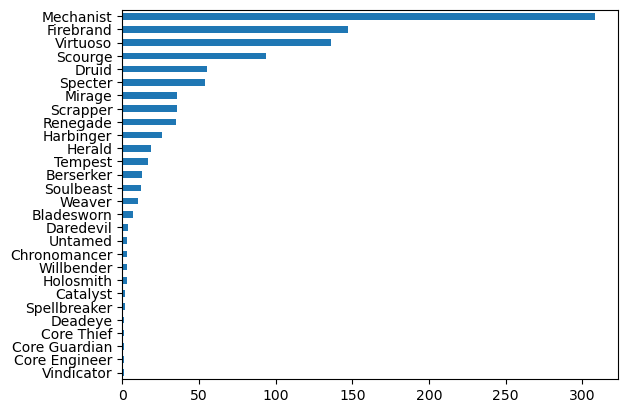 Mechanist
Firebrand
Virtuoso
Scourge
Druid
Specter
Mirage
Scrapper
Renegade
Harbinger
Herald
Tempest
Berserker
Soulbeast
Weaver
Bladesworn
Daredevil
Untamed
Chronomancer
Willbender
Holosmith
Catalyst
Spellbreaker
Deadeye
Core Thief
Core Guardian
Core Engineer
Vindicator
0 50 100 150 200 250 300